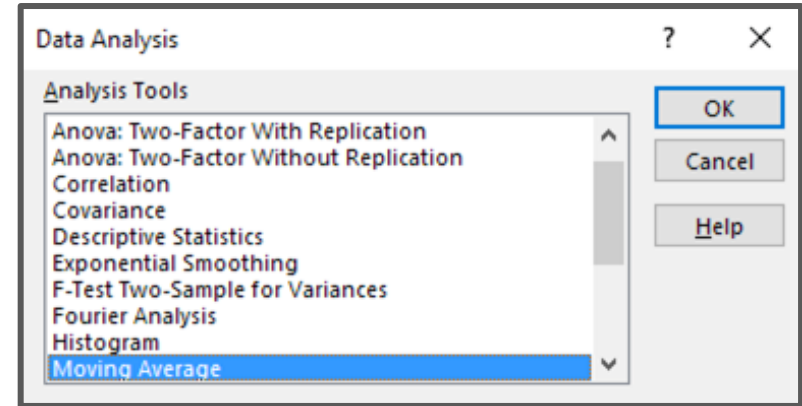 Data Analysis
?
Analysis Tools
Anova: Two-Factor With Replication
Anova: Two-Factor Without Replication
Correlation
Covariance
Descriptive Statistics
Exponential Smoothing
F-Test Two-Sample for Variances
Fourier Analysis
Histogram
Moving Average
OK
Cancel
Help